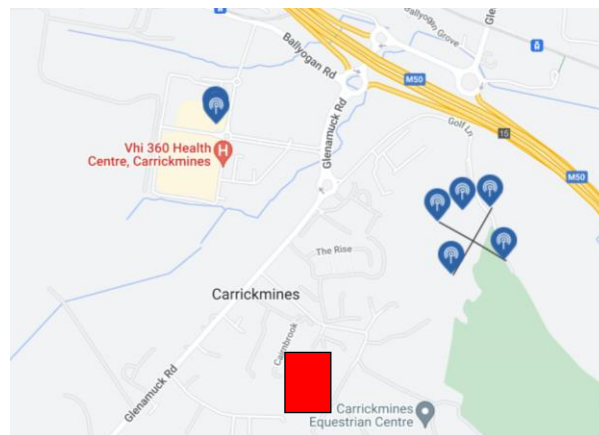 Ballyogan Grove
Gle
Ballyogan Rd
M50
Golf Ln
15
M50
Glenamuck Rd
Vhi 360 Health
Centre, Carrickmines
H
The Rise
Carrickmines
Glenamuck Rd
Carrickmines
Equestrian Centre